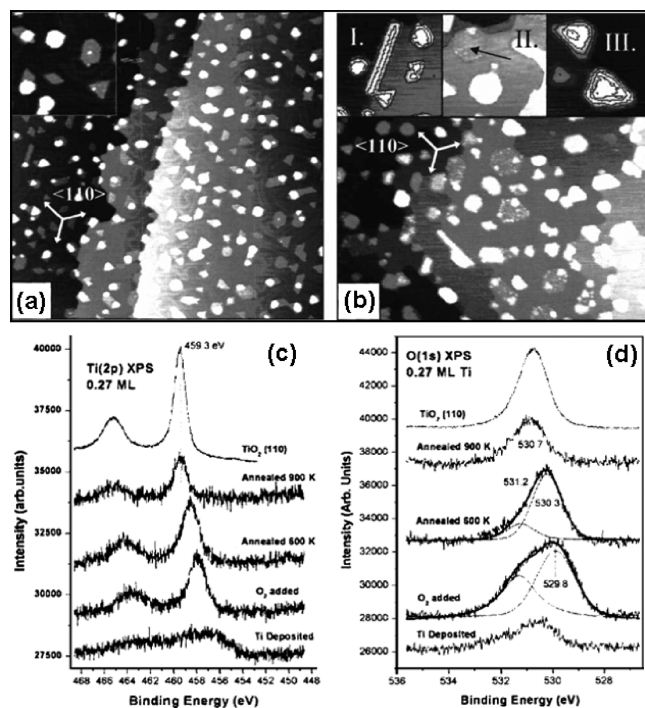 (a)
<110>
(b)
I.
II.
III.
<110>
(c)
Ti(2p) XPS
0.27 ML
459.3 eV
TiO2 (110)
Annealed 900 K
Annealed 600 K
O2 added
Ti Deposited
Intensity (arb.units)
40000
37500
35000
32500
30000
27500
468 466 464 462 460 458 456 454 452 450 448
Binding Energy (eV)
(d)
O(1s) XPS
0.27 ML Ti
TiO2 (110)
Annealed 900 K
530.7
531.2
530.3
Annealed 600 K
O2 added
529.8
Ti Deposited
Intensity (Arb. Units)
44000
42000
40000
38000
36000
34000
32000
30000
28000
26000
536 534 532 530 528
Binding Energy (eV)